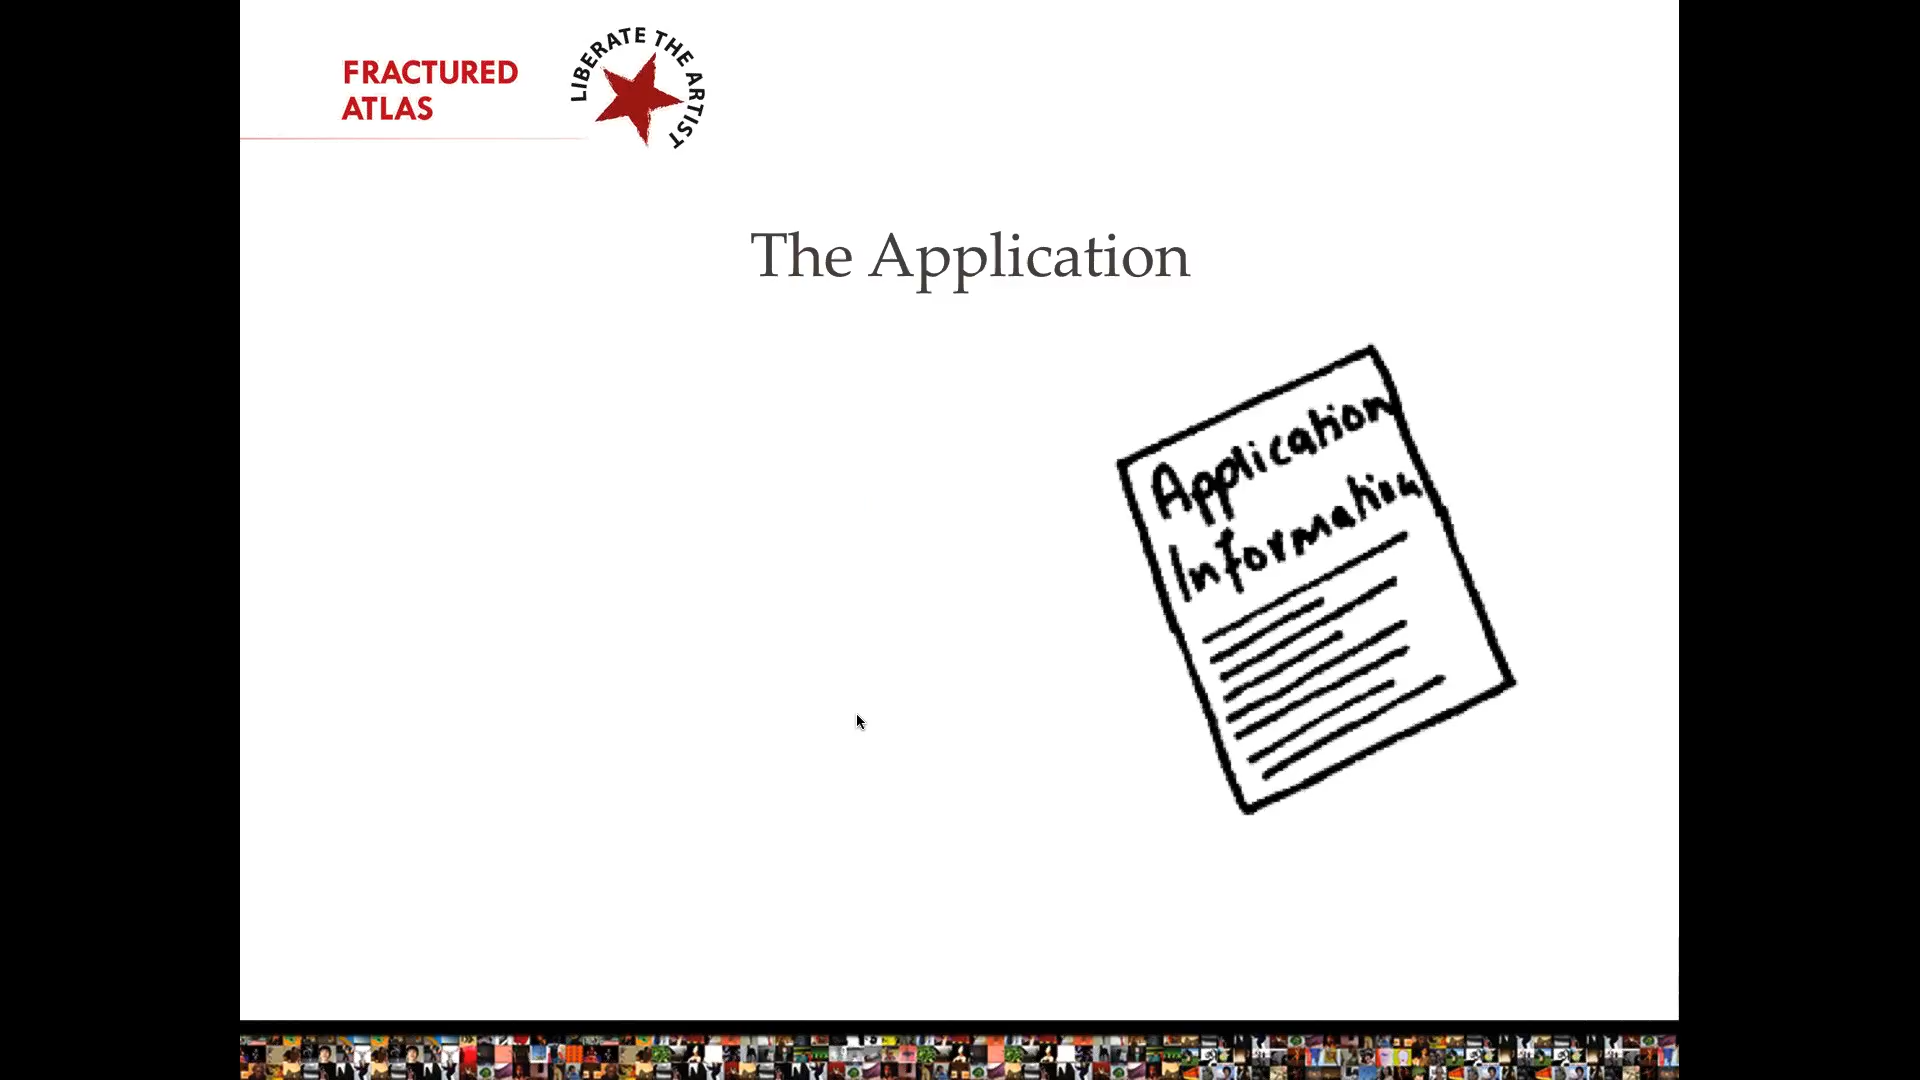 FRACTURED
ATLAS
LIBERATE THE ARTIST
The Application
Application
Information